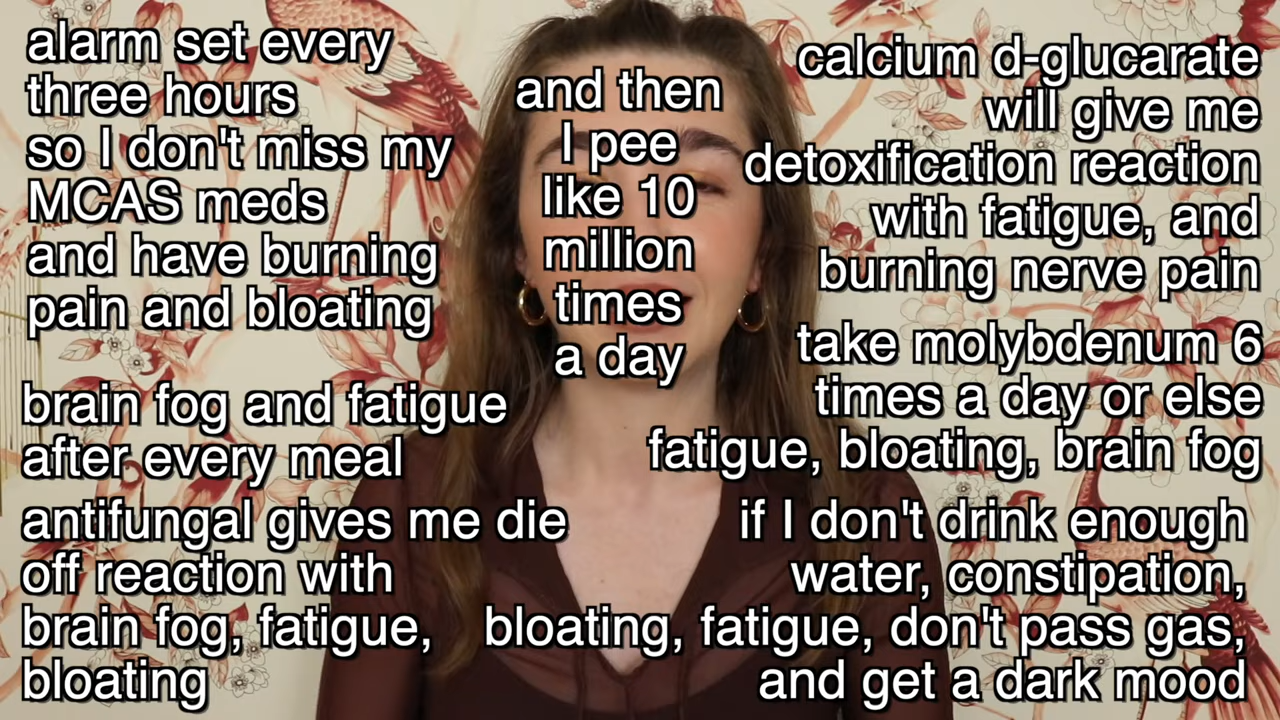 alarm set every
three hours
so I don't miss my
MCAS meds
and have burning
pain and bloating
brain fog and fatigue
after every meal
antifungal gives me die
off reaction with
brain fog, fatigue,
bloating
and then
I pee
like 10
million
times
a day
calcium d-glucarate
will give me
detoxification reaction
with fatigue, and
burning nerve pain
take molybdenum 6
times a day or else
fatigue, bloating, brain fog
if I don't drink enough
water, constipation,
bloating, fatigue, don't pass gas,
and get a dark mood